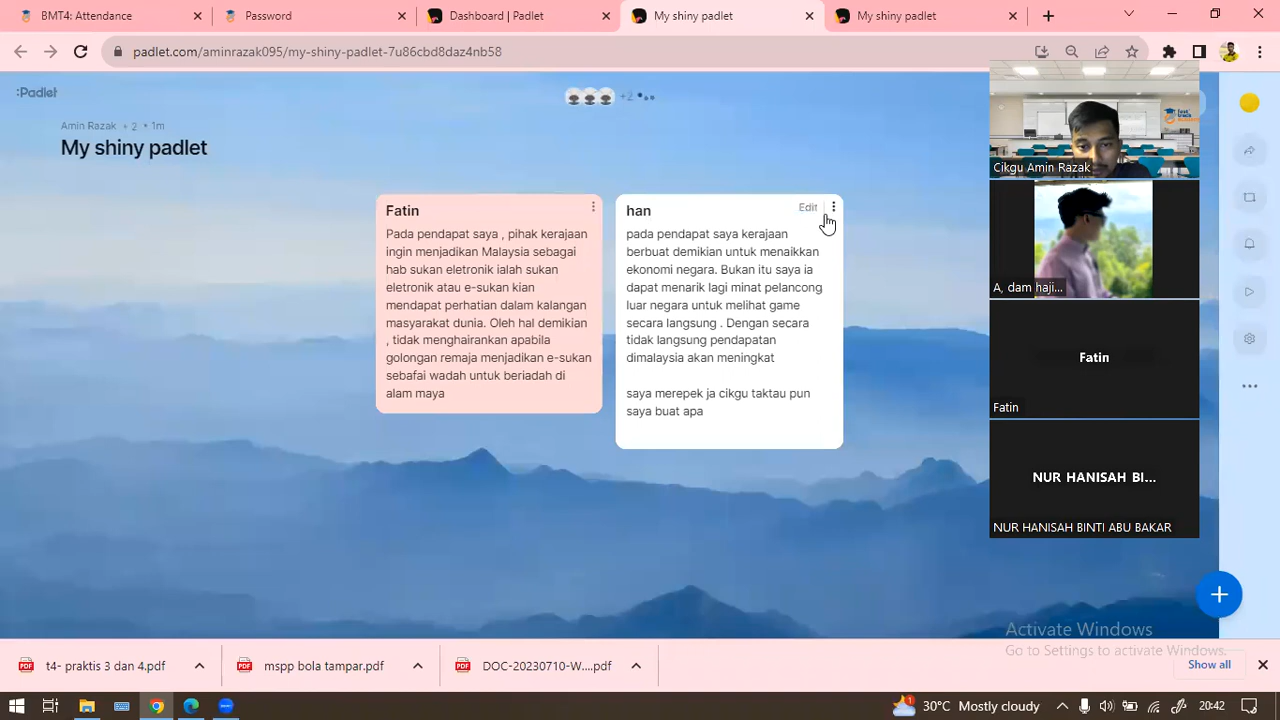 BMT4: Attendance
Password
Dashboard | Padlet
My shiny padlet
My shiny padlet
padlet.com/aminrazak095/my-shiny-padlet-7u86cbd8daz4nb58
:Padlet
+2
Amin Razak + 2 • 1m
My shiny padlet
Fatin
Pada pendapat saya , pihak kerajaan
ingin menjadikan Malaysia sebagai
hab sukan eletronik ialah sukan
eletronik atau e-sukan kian
mendapat perhatian dalam kalangan
masyarakat dunia. Oleh hal demikian
, tidak menghairankan apabila
golongan remaja menjadikan e-sukan
sebafai wadah untuk beriadah di
alam maya
han
Edit
pada pendapat saya kerajaan
berbuat demikian untuk menaikkan
ekonomi negara. Bukan itu saya ia
dapat menarik lagi minat pelancong
luar negara untuk melihat game
secara langsung . Dengan secara
tidak langsung pendapatan
dimalaysia akan meningkat
saya merepek ja cikgu taktau pun
saya buat apa
Cikgu Amin Razak
A, dam haji...
Fatin
Fatin
NUR HANISAH BI...
NUR HANISAH BINTI ABU BAKAR
Activate Windows
Go to Settings to activate Windows.
t4- praktis 3 dan 4.pdf
mspp bola tampar.pdf
DOC-20230710-W....pdf
Show all
30°C Mostly cloudy
20:42